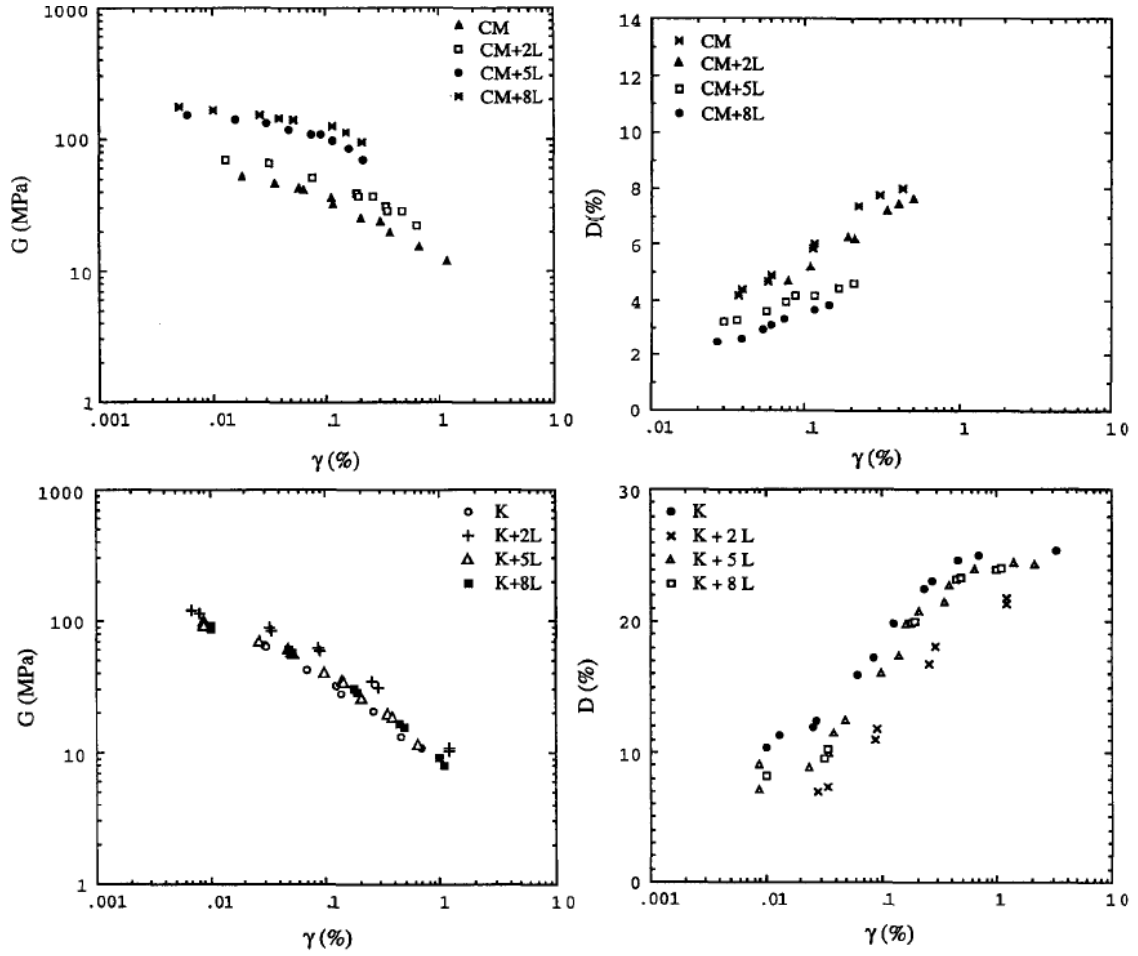 1000
100
10
1
G (MPa)
CM
CM+2L
CM+5L
CM+8L
.001
.01
.1
1
10
γ (%)
14
12
10
8
6
4
2
0
D(%)
CM
CM+2L
CM+5L
CM+8L
.01
.1
1
10
γ (%)
1000
100
10
1
G (MPa)
K
K+2L
K+5L
K+8L
.001
.01
.1
1
10
γ (%)
30
20
10
0
D (%)
K
K + 2 L
K + 5 L
K + 8 L
.001
.01
.1
1
10
γ (%)